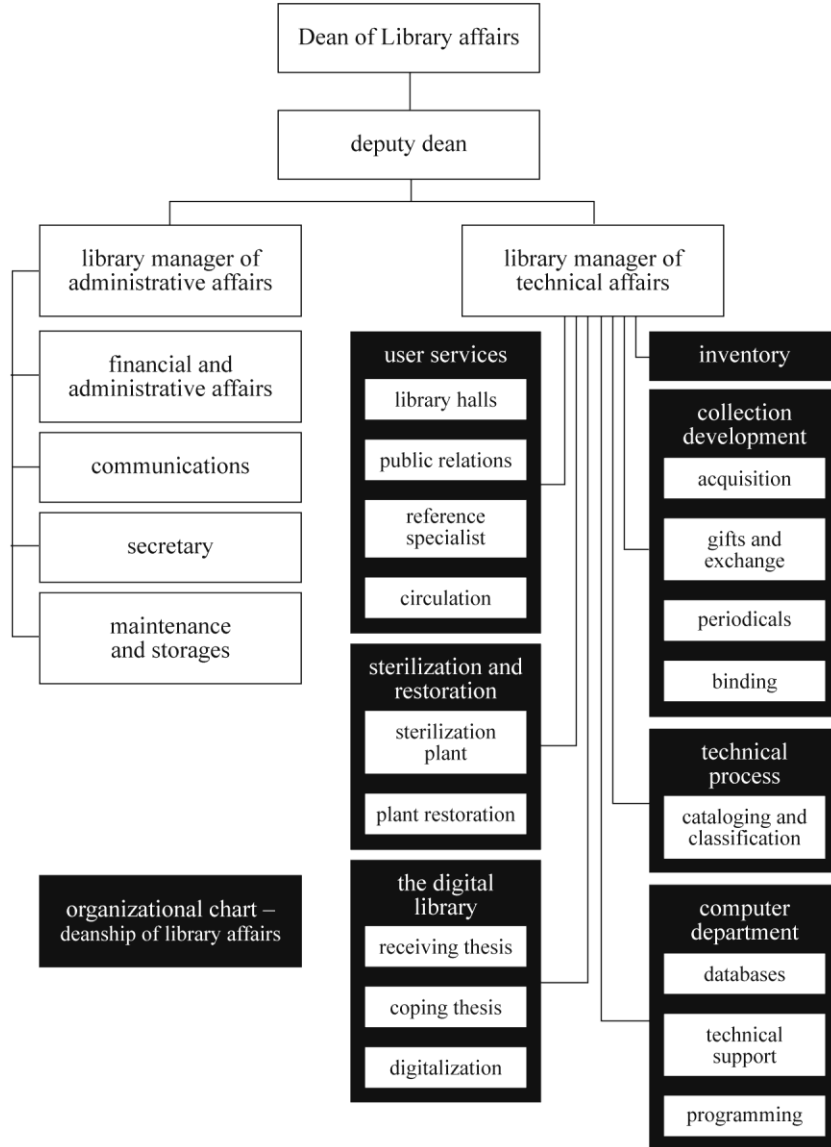 Dean of Library affairs
deputy dean
library manager of
administrative affairs
financial and
administrative affairs
communications
secretary
maintenance
and storages
library manager of
technical affairs
user services
library halls
public relations
reference
specialist
circulation
sterilization and
restoration
sterilization
plant
plant restoration
the digital
library
receiving thesis
coping thesis
digitalization
inventory
collection
development
acquisition
gifts and
exchange
periodicals
binding
technical
process
cataloging and
classification
computer
department
databases
technical
support
programming
organizational chart –
deanship of library affairs